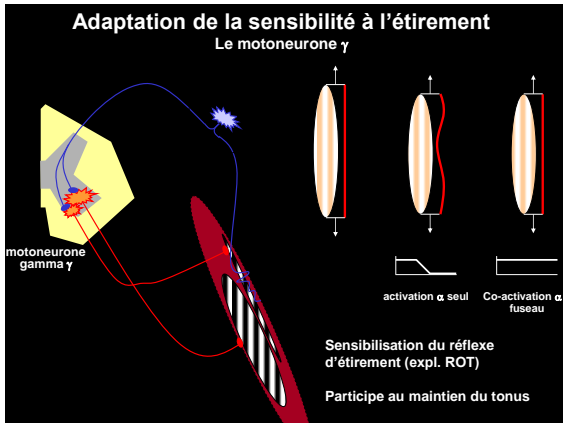 Adaptation de la sensibilité à l'étirement
Le motoneurone γ
motoneurone
gamma γ
activation α seul
Co-activation α
fuseau
Sensibilisation du réflexe
d'étirement (expl. ROT)
Participe au maintien du tonus